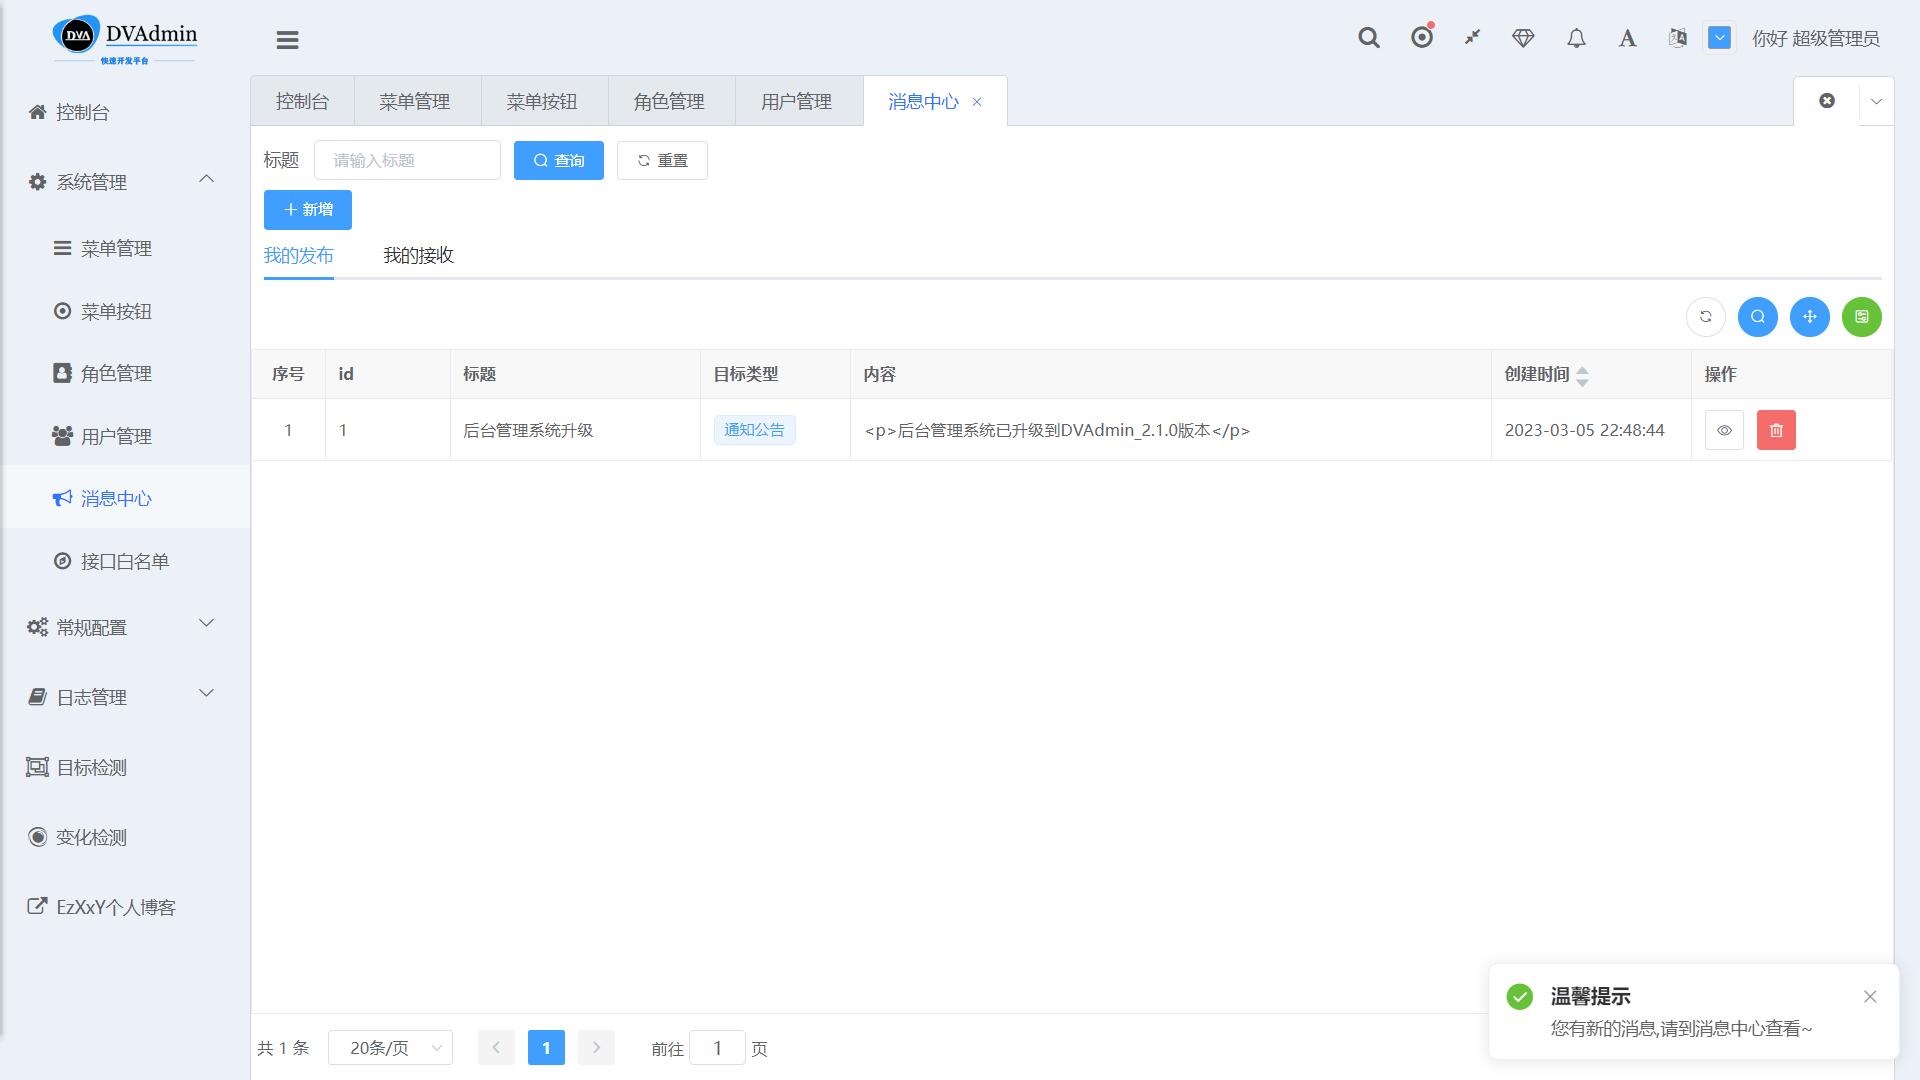 DVA DVAdmin
快速开发平台
你好 超级管理员
控制台
系统管理
菜单管理
菜单按钮
角色管理
用户管理
消息中心
接口白名单
常规配置
日志管理
目标检测
变化检测
EzXxY个人博客
控制台 菜单管理 菜单按钮 角色管理 用户管理 消息中心
标题 请输入标题 查询 重置
新增
我的发布 我的接收
序号 id 标题 目标类型 内容 创建时间 操作
1 1 后台管理系统升级 通知公告 <p>后台管理系统已升级到DVAdmin_2.1.0版本</p> 2023-03-05 22:48:44
共 1 条 20条/页 1 前往 1 页
温馨提示
您有新的消息,请到消息中心查看~